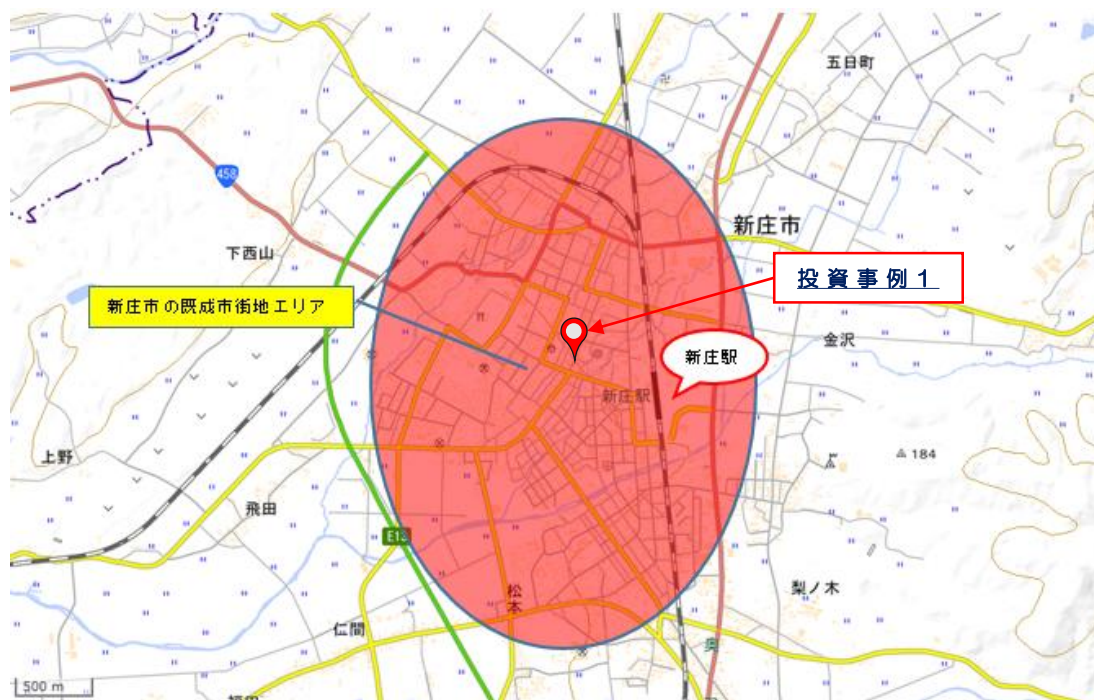 五日町
458
新庄市
下西山
投資事例１
新庄市の既成市街地エリア
金沢
新庄駅
新庄駅
184
上野
飛田
E13
梨ノ木
松本
仁間
奥
500 m